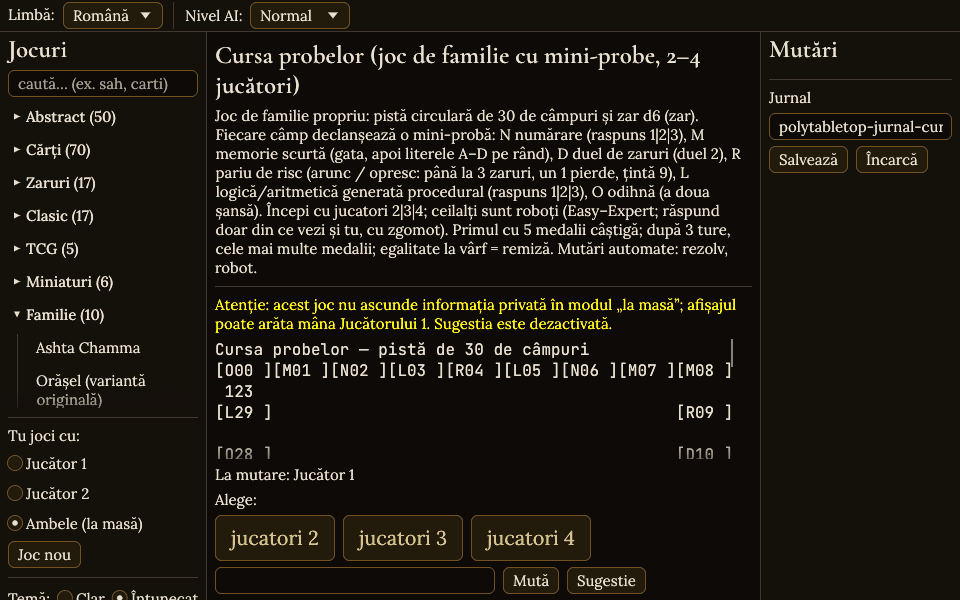 Limbă: Română Nivel AI: Normal
Jocuri
caută... (ex. sah, carti)
Abstract (50)
Cărți (70)
Zaruri (17)
Clasic (17)
TCG (5)
Miniaturi (6)
Familie (10)
Ashta Chamma
Orășel (variantă
originală)
Tu joci cu:
Jucător 1
Jucător 2
Ambele (la masă)
Joc nou
Temă: Clar Întunecat
Cursa probelor (joc de familie cu mini-probe, 2–4
jucători)
Joc de familie propriu: pistă circulară de 30 de câmpuri și zar d6 (zar).
Fiecare câmp declanșează o mini-probă: N numărare (raspuns 1|2|3), M
memorie scurtă (gata, apoi literele A–D pe rând), D duel de zaruri (duel 2), R
pariu de risc (arunc / opresc: până la 3 zaruri, un 1 pierde, țintă 9), L
logică/aritmetică generată procedural (raspuns 1|2|3), O odihnă (a doua
șansă). Începi cu jucatori 2|3|4; ceilalți sunt roboți (Easy–Expert; răspund
doar din ce vezi și tu, cu zgomot). Primul cu 5 medalii câștigă; după 3 ture,
cele mai multe medalii; egalitate la vârf = remiză. Mutări automate: rezolv,
robot.
Atenție: acest joc nu ascunde informația privată în modul „la masă”; afișajul
poate arăta mâna Jucătorului 1. Sugestia este dezactivată.
Cursa probelor — pistă de 30 de câmpuri
[O00 ][M01 ][N02 ][L03 ][R04 ][L05 ][N06 ][M07 ][M08 ]
123
[L29 ] [R09 ]
[O28 ] [D10 ]
La mutare: Jucător 1
Alege:
jucatori 2 jucatori 3 jucatori 4
Mută Sugestie
Mutări
Jurnal
polytabletop-jurnal-cur
Salvează Încarcă